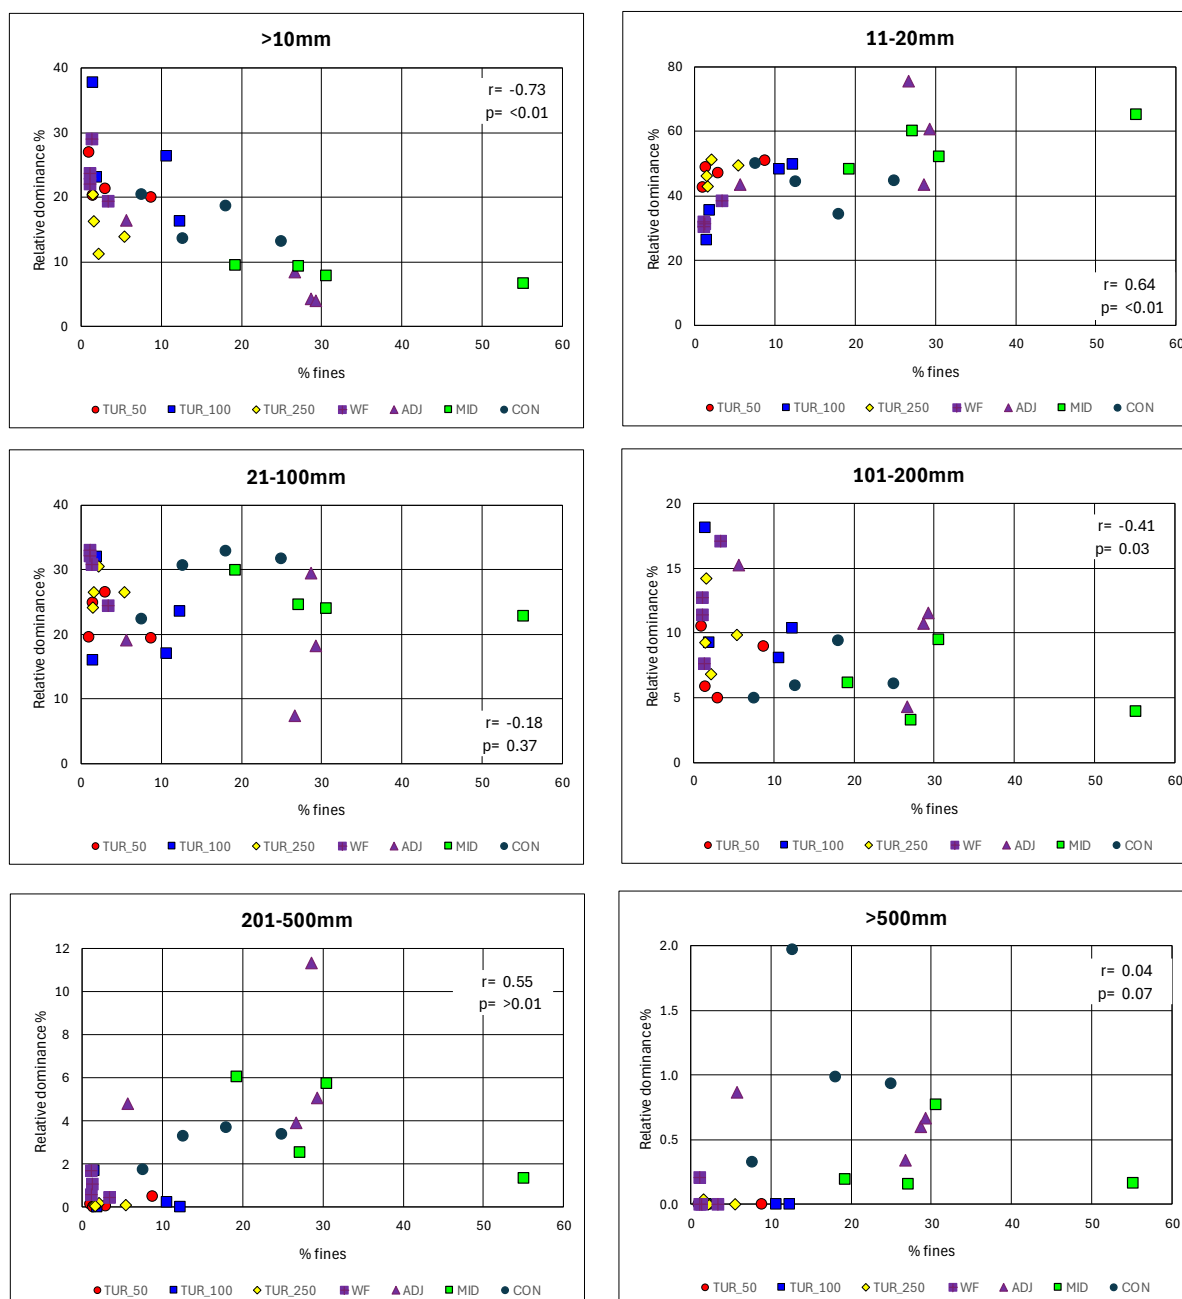 >10mm
40
30
20
10
0
Relative dominance %
r= -0.73
p= <0.01
0 10 20 30 40 50 60
% fines
TUR_50 TUR_100 TUR_250 WF ADJ MID CON
11-20mm
80
60
40
20
0
Relative dominance %
r= 0.64
p= <0.01
0 10 20 30 40 50 60
% fines
TUR_50 TUR_100 TUR_250 WF ADJ MID CON
21-100mm
40
30
20
10
0
Relative dominance %
r= -0.18
p= 0.37
0 10 20 30 40 50 60
% fines
TUR_50 TUR_100 TUR_250 WF ADJ MID CON
101-200mm
20
15
10
5
0
Relative dominance %
r= -0.41
p= 0.03
0 10 20 30 40 50 60
% fines
TUR_50 TUR_100 TUR_250 WF ADJ MID CON
201-500mm
12
10
8
6
4
2
0
Relative dominance %
r= 0.55
p= >0.01
0 10 20 30 40 50 60
% fines
TUR_50 TUR_100 TUR_250 WF ADJ MID CON
>500mm
2.0
1.5
1.0
0.5
0.0
Relative dominance %
r= 0.04
p= 0.07
0 10 20 30 40 50 60
% fines
TUR_50 TUR_100 TUR_250 WF ADJ MID CON